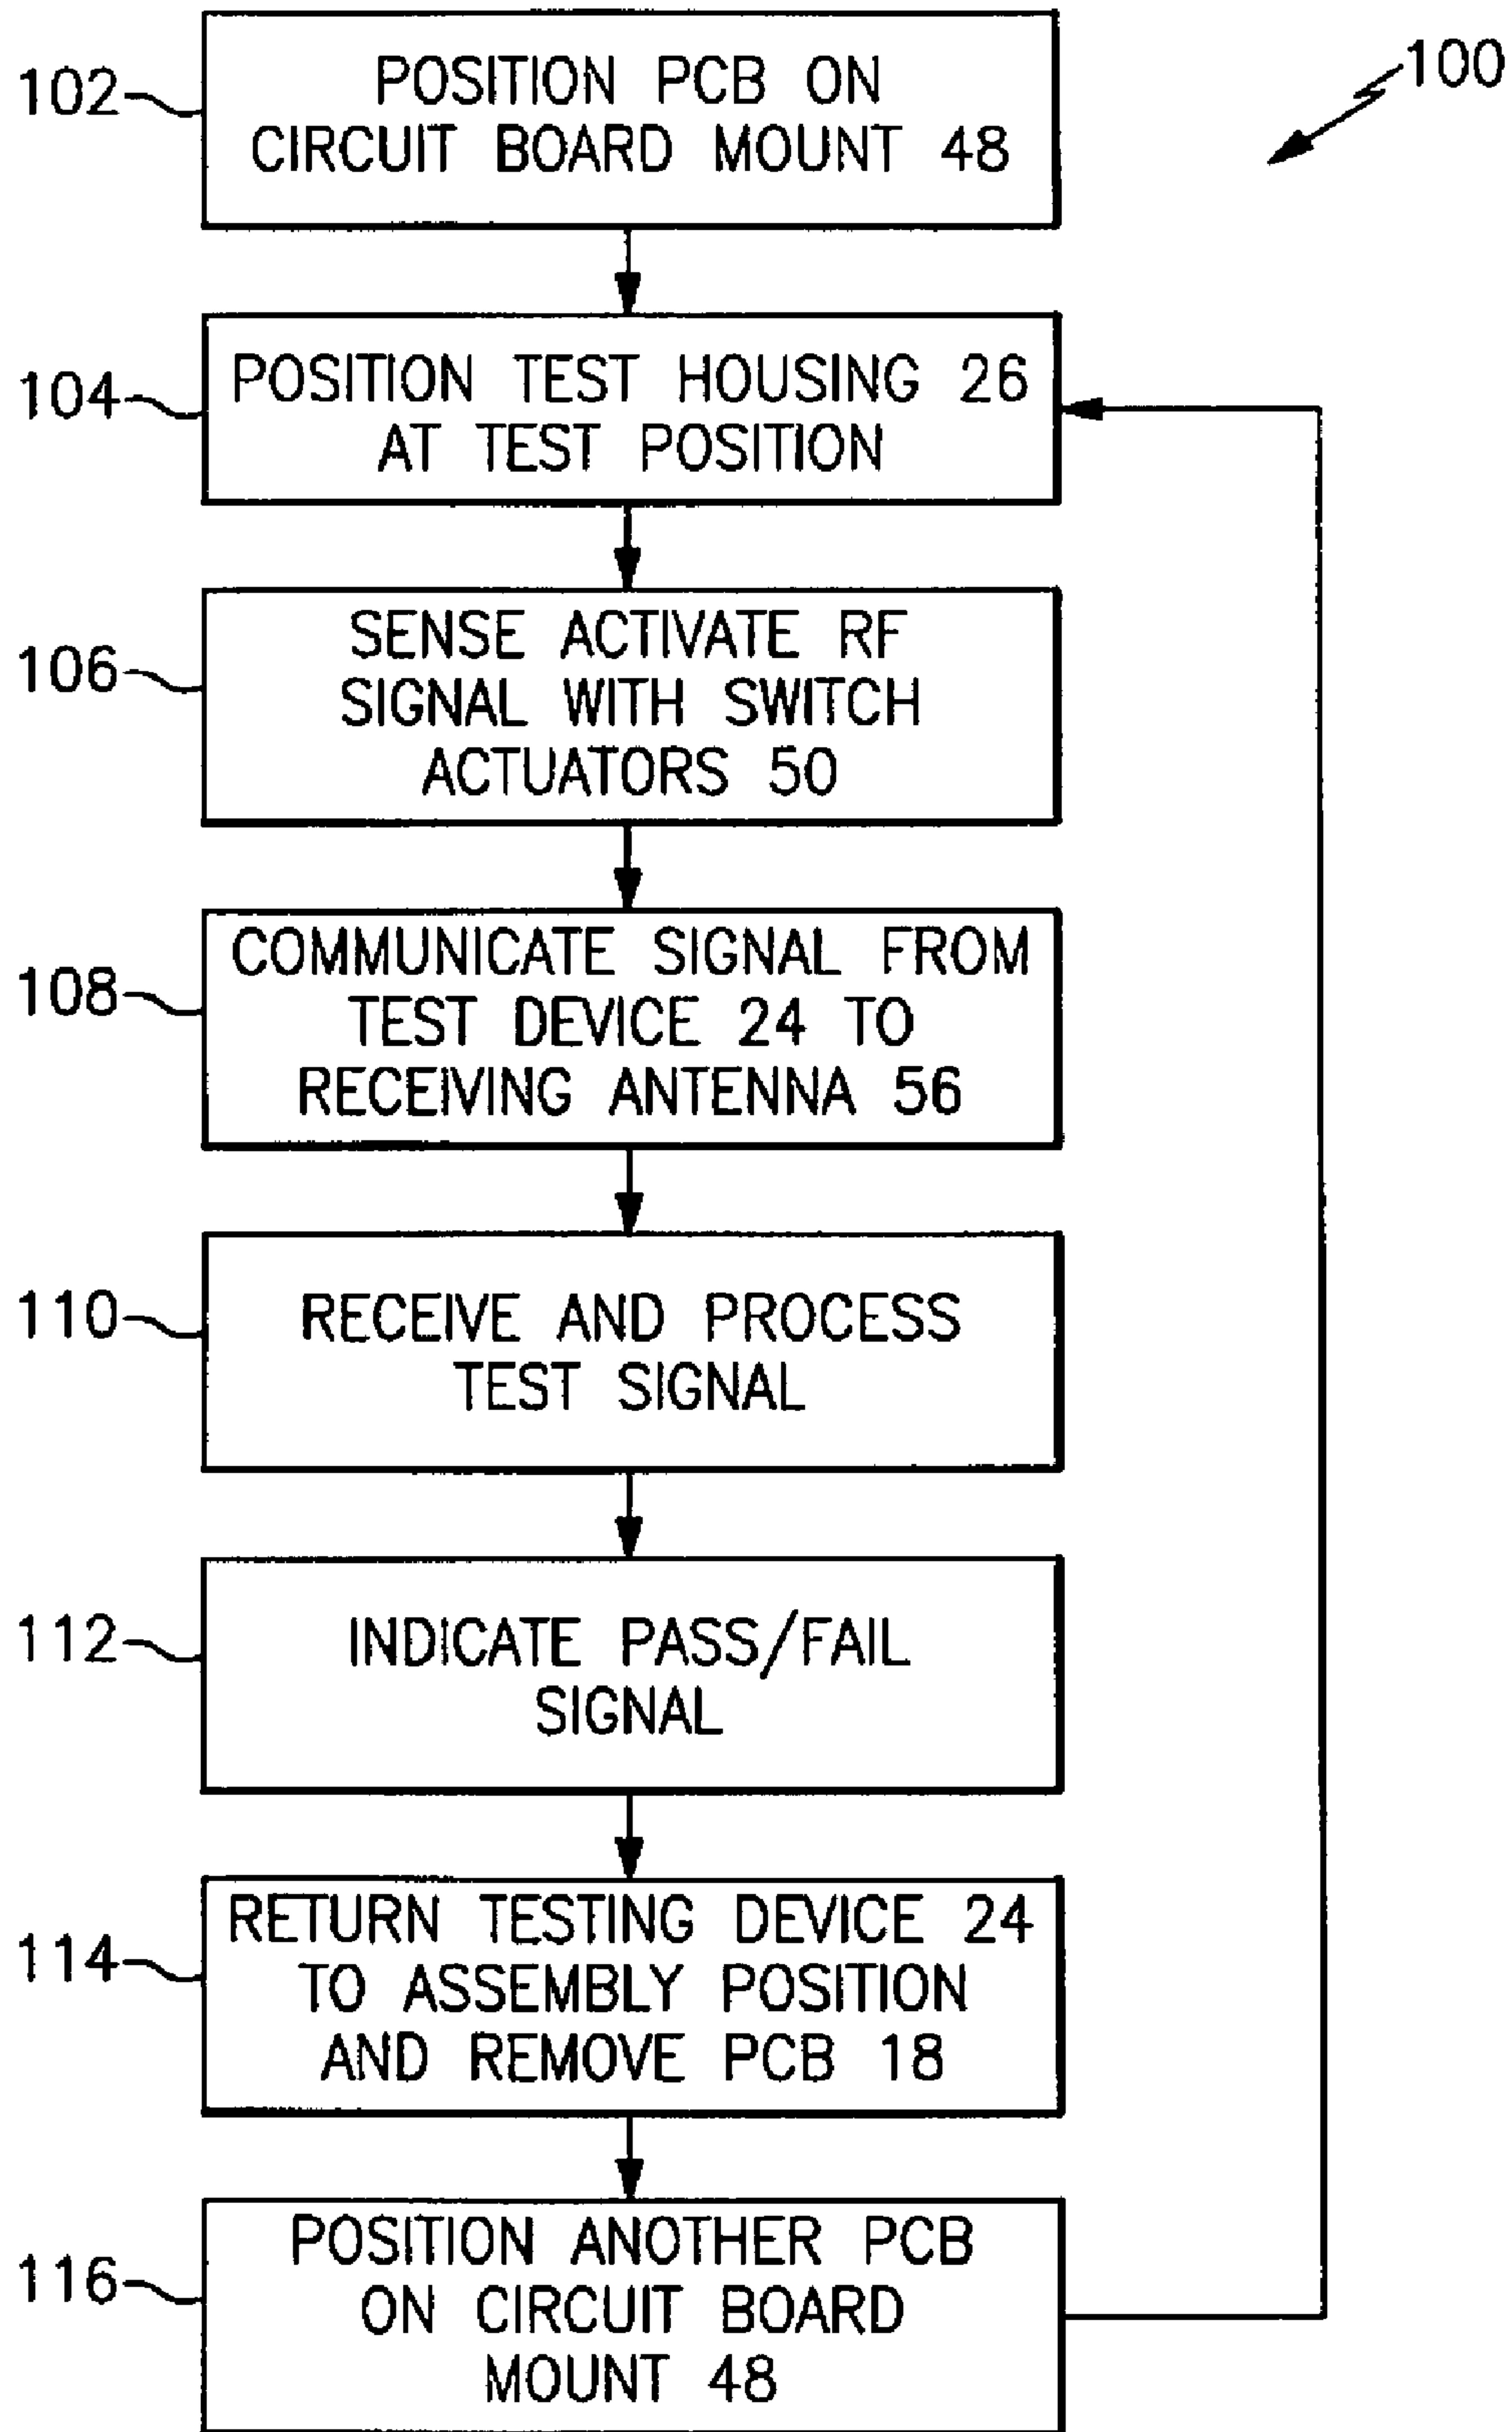 100
102
POSITION PCB ON
CIRCUIT BOARD MOUNT 48
104
POSITION TEST HOUSING 26
AT TEST POSITION
106
SENSE ACTIVATE RF
SIGNAL WITH SWITCH
ACTUATORS 50
108
COMMUNICATE SIGNAL FROM
TEST DEVICE 24 TO
RECEIVING ANTENNA 56
110
RECEIVE AND PROCESS
TEST SIGNAL
112
INDICATE PASS/FAIL
SIGNAL
114
RETURN TESTING DEVICE 24
TO ASSEMBLY POSITION
AND REMOVE PCB 18
116
POSITION ANOTHER PCB
ON CIRCUIT BOARD
MOUNT 48